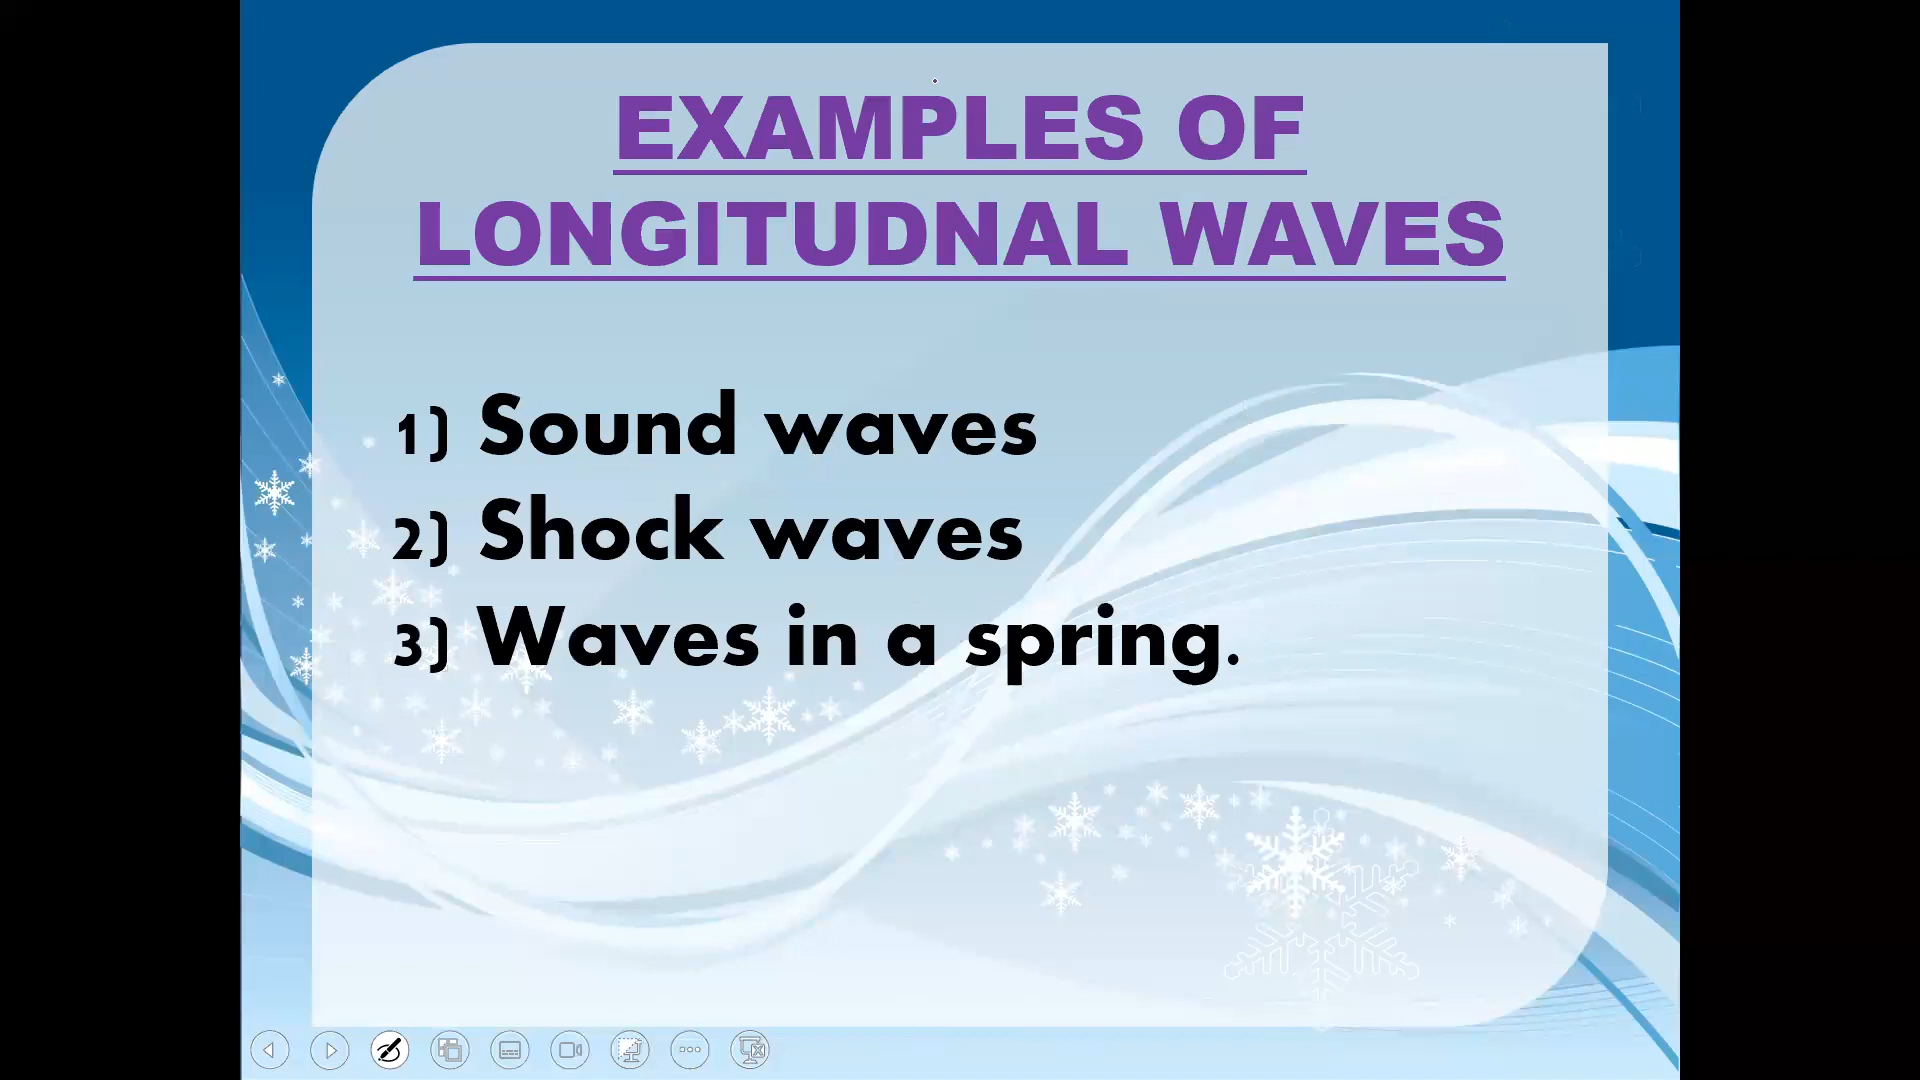 EXAMPLES OF
LONGITUDNAL WAVES
1) Sound waves
2) Shock waves
3) Waves in a spring.